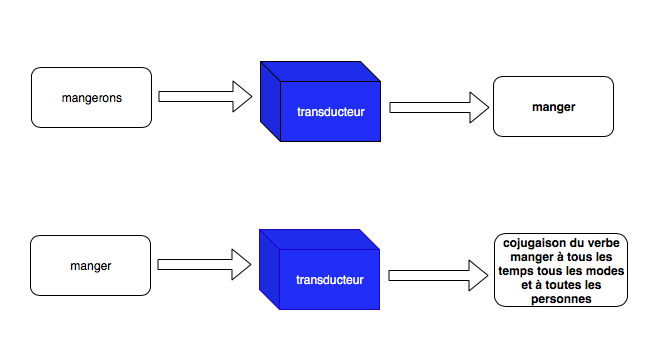 mangerons
transducteur
manger
manger
transducteur
cojugaison du verbe
manger à tous les
temps tous les modes
et à toutes les
personnes